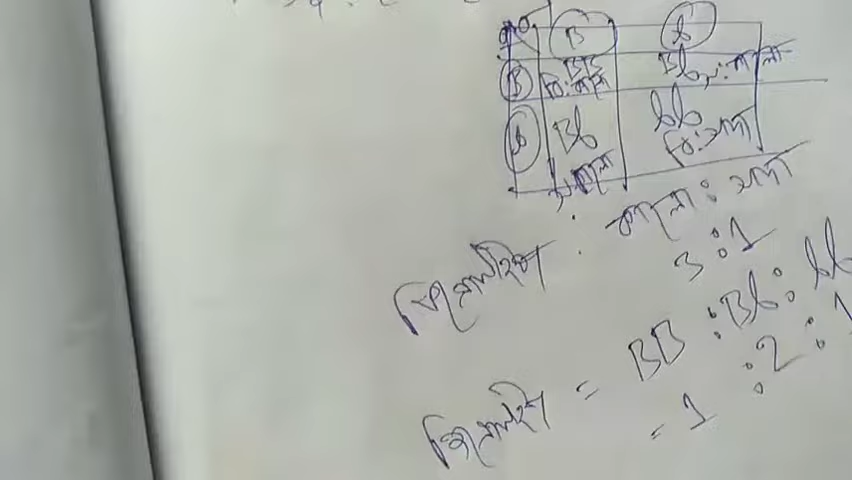 B b
B BB Bb
বি:কালো সং:কালো
b Bb bb
সং:কালো বি:সাদা
ফিনোটাইপ : কালো : সাদা
3:1
জিনোটাইপ = BB : Bb : bb
= 1 : 2 : 1